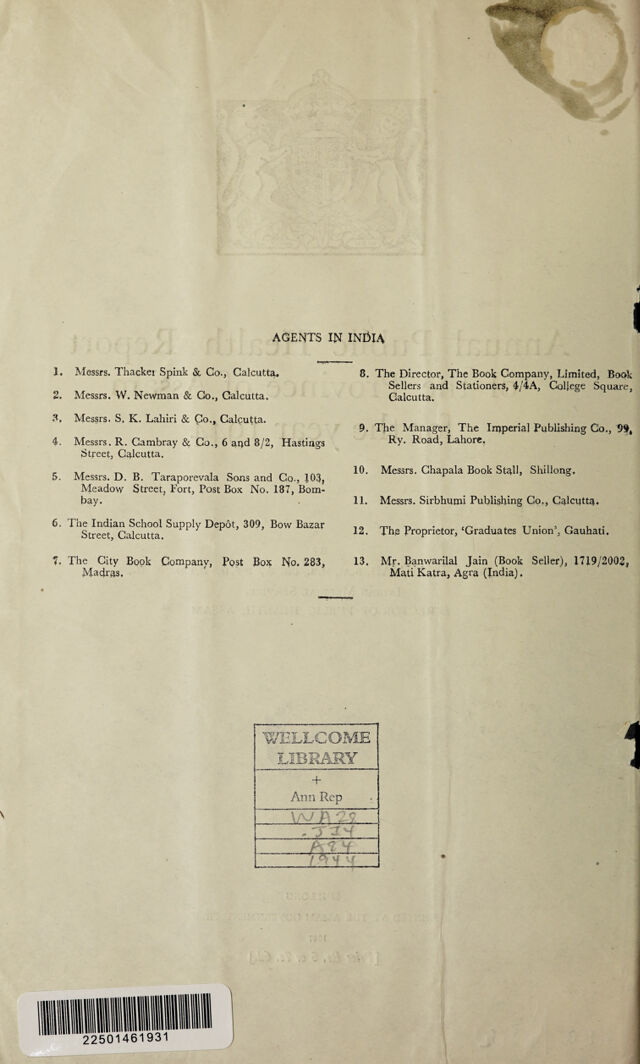 AGENTS IN INDIA
1. Messrs. Thacker Spink & Co., Calcutta.
2. Messrs. W. Newman & Co., Calcutta.
3. Messrs. S. K. Lahiri & Co., Calcutta.
4. Messrs. R. Cambray & Co., 6 and 8/2, Hastings
Street, Calcutta.
5. Messrs. D. B. Taraporevala Sons and Co., 103,
Meadow Street, Fort, Post Box No. 187, Bom-
bay.
6. The Indian School Supply Depôt, 309, Bow Bazar
Street, Calcutta.
7. The City Book Company, Post Box No. 283,
Madras.
8. The Director, The Book Company, Limited, Book
Sellers and Stationers, 4/4A, College Square,
Calcutta.
9. The Manager, The Imperial Publishing Co., 99,
Ry. Road, Lahore.
10. Messrs. Chapala Book Stall, Shillong.
11. Messrs. Sirbhumi Publishing Co., Calcutta.
12. The Proprietor, ‘Graduates Union’, Gauhati.
13. Mr. Banwarilal Jain (Book Seller), 1719/2002,
Mati Katra, Agra (India).
WELLCOME
LIBRARY
+
Ann Rep
WA28
.JI4
A84
1944
22501461931